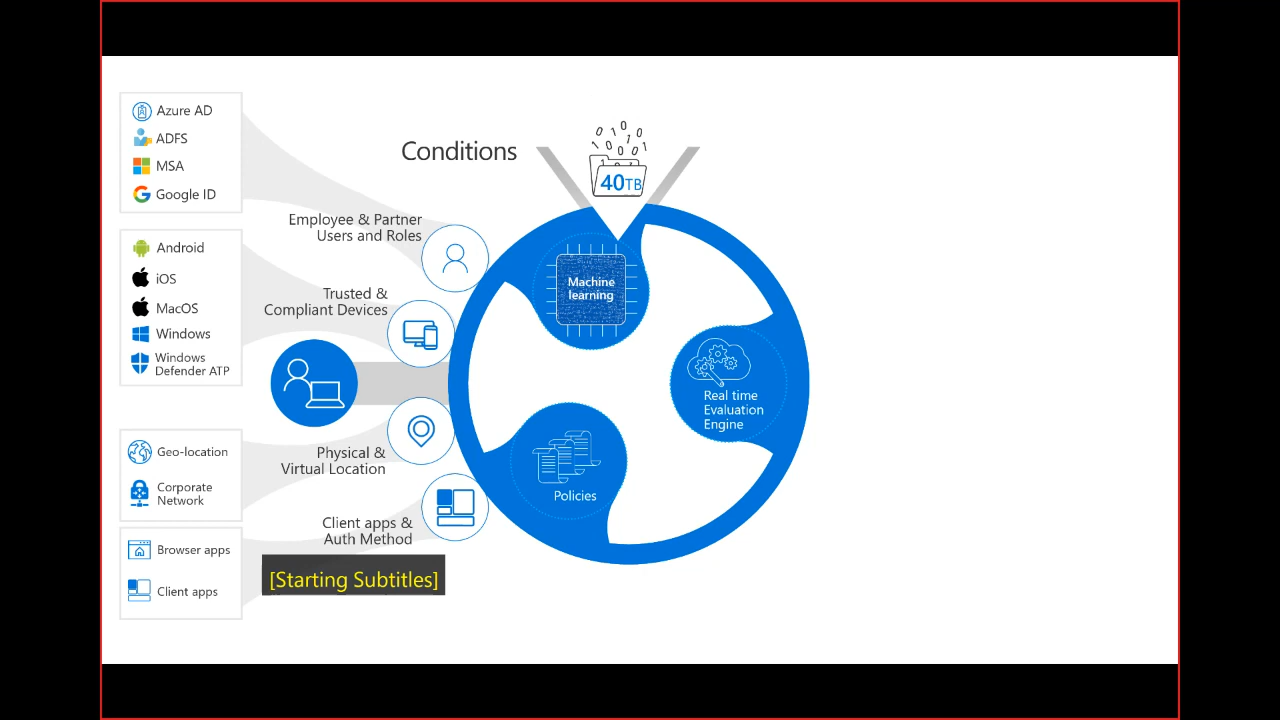 Azure AD
ADFS
MSA
Google ID
Android
iOS
MacOS
Windows
Windows
Defender ATP
Geo-location
Corporate
Network
Browser apps
Client apps
Conditions
Employee & Partner
Users and Roles
Trusted &
Compliant Devices
Physical &
Virtual Location
Client apps &
Auth Method
[Starting Subtitles]
40TB
Machine
learning
Real time
Evaluation
Engine
Policies